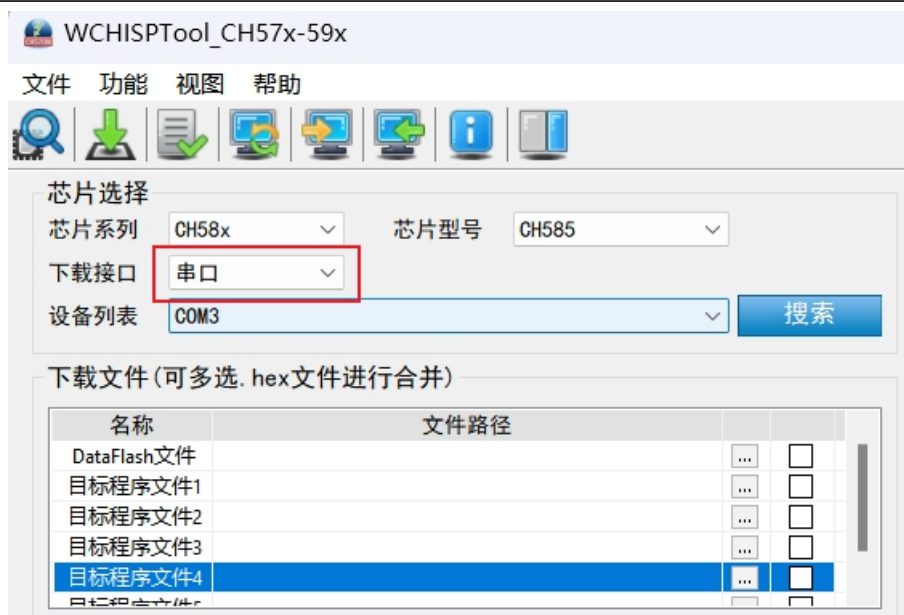 WCHISPTool_CH57x-59x
文件 功能 视图 帮助
芯片选择
芯片系列 CH58x 芯片型号 CH585
下载接口 串口
设备列表 COM3 搜索
下载文件(可多选.hex文件进行合并)
名称 文件路径
DataFlash文件 ...
目标程序文件1 ...
目标程序文件2 ...
目标程序文件3 ...
目标程序文件4 ...